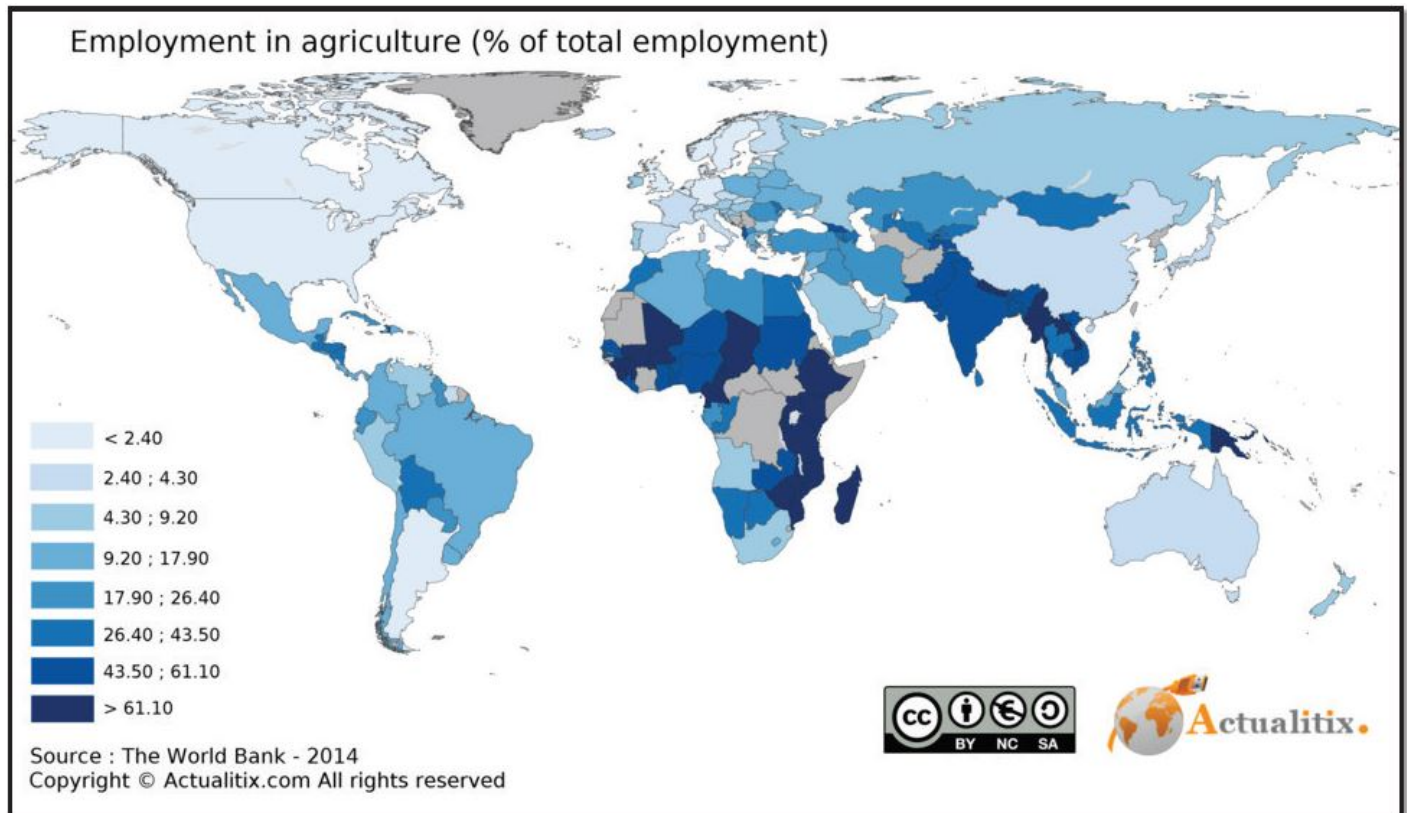 Employment in agriculture (% of total employment)
< 2.40
2.40 ; 4.30
4.30 ; 9.20
9.20 ; 17.90
17.90 ; 26.40
26.40 ; 43.50
43.50 ; 61.10
> 61.10
Source : The World Bank - 2014
Copyright © Actualitix.com All rights reserved
cc
BY NC SA
Actualitix.